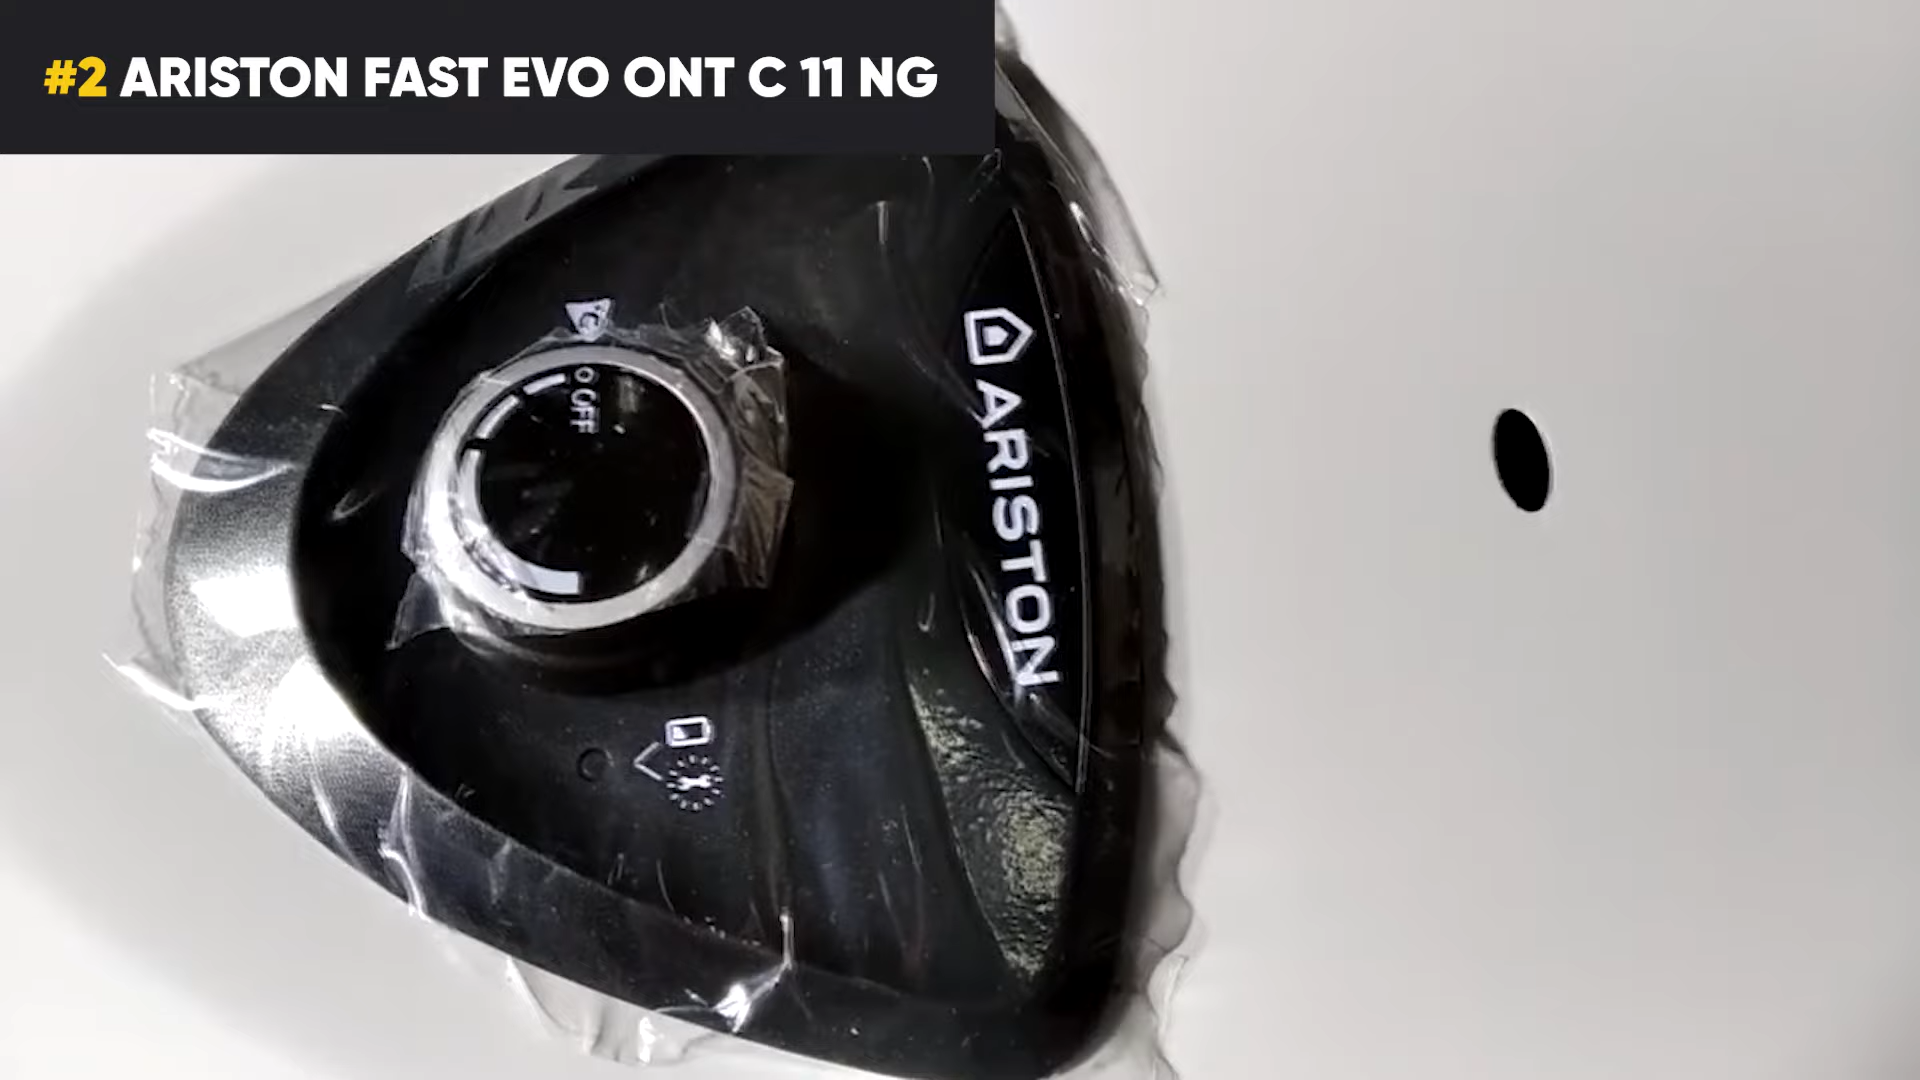 #2 ARISTON FAST EVO ONT C 11 NG
°C
OFF
ARISTON